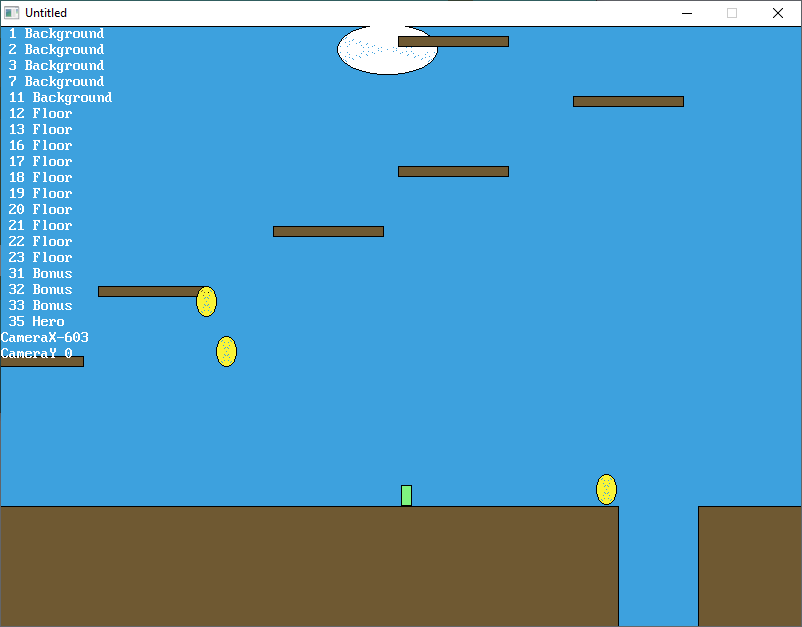 Untitled
1 Background
2 Background
3 Background
7 Background
11 Background
12 Floor
13 Floor
16 Floor
17 Floor
18 Floor
19 Floor
20 Floor
21 Floor
22 Floor
23 Floor
31 Bonus
32 Bonus
33 Bonus
35 Hero
CameraX-603
CameraY 0